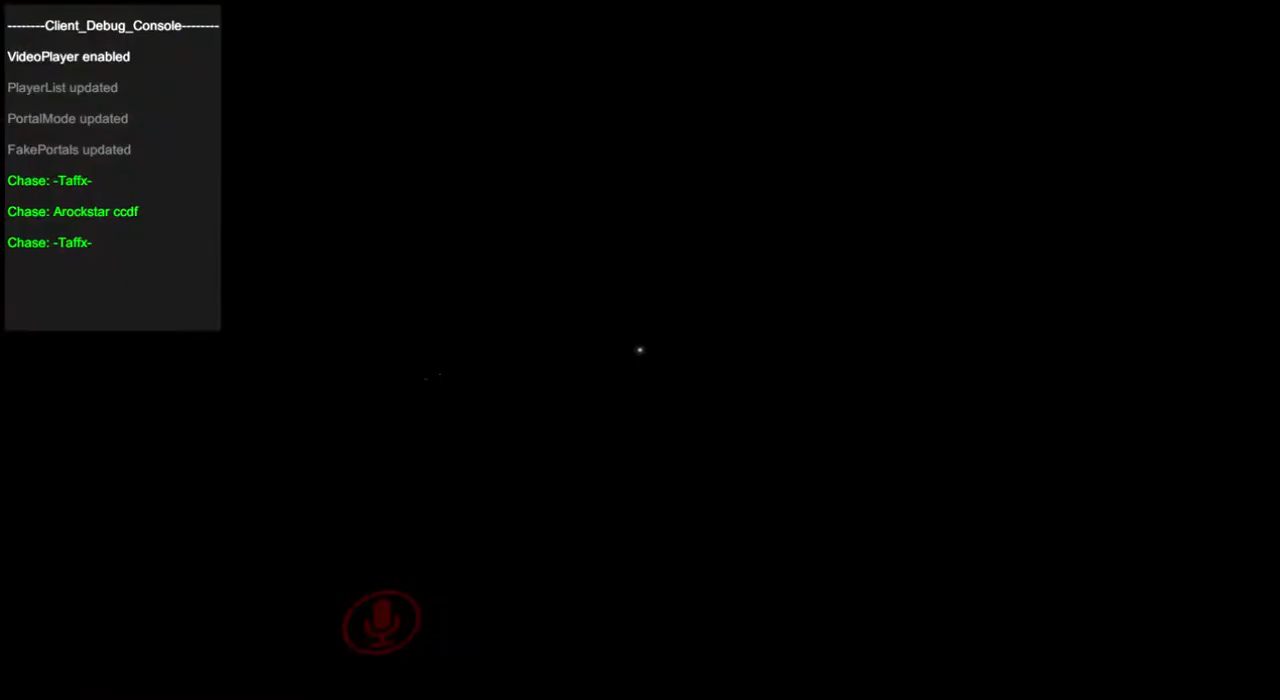 --------Client_Debug_Console--------
VideoPlayer enabled
PlayerList updated
PortalMode updated
FakePortals updated
Chase: -Taffx-
Chase: Arockstar ccdf
Chase: -Taffx-